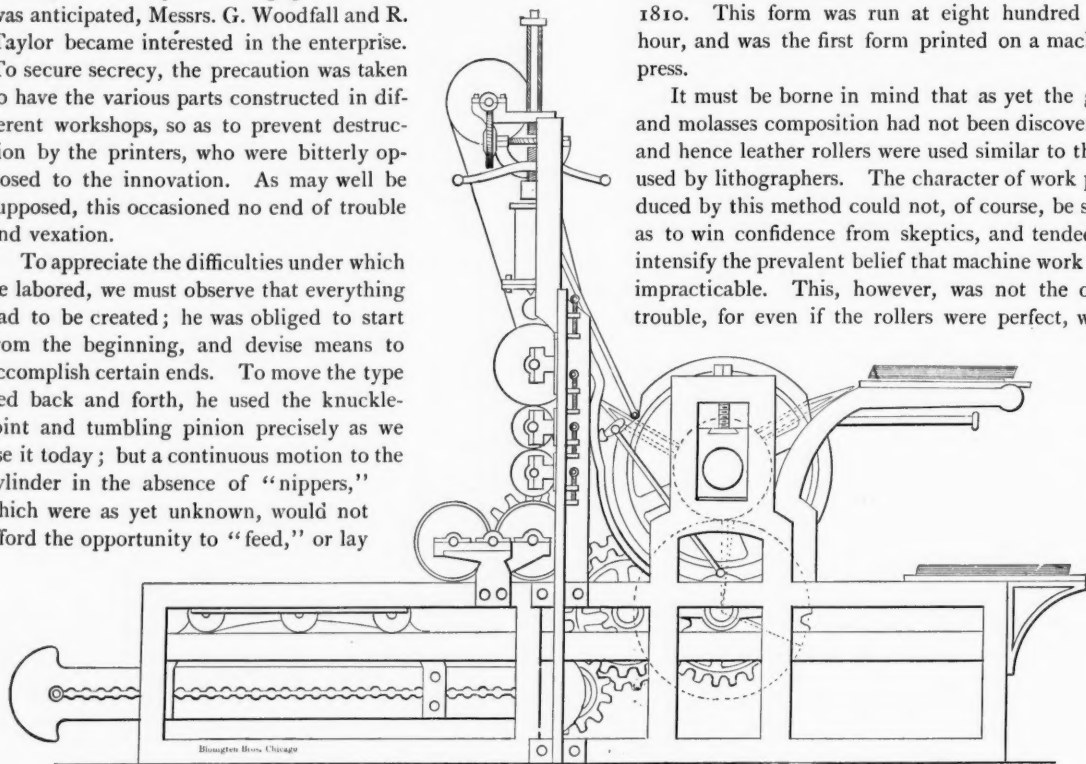 was anticipated, Messrs. G. Woodfall and R.
Taylor became interested in the enterprise.
To secure secrecy, the precaution was taken
to have the various parts constructed in dif-
ferent workshops, so as to prevent destruc-
tion by the printers, who were bitterly op-
posed to the innovation. As may well be
supposed, this occasioned no end of trouble
and vexation.
To appreciate the difficulties under which
he labored, we must observe that everything
had to be created; he was obliged to start
from the beginning, and devise means to
accomplish certain ends. To move the type
bed back and forth, he used the knuckle-
joint and tumbling pinion precisely as we
use it today; but a continuous motion to the
cylinder in the absence of "nippers,"
which were as yet unknown, would not
afford the opportunity to "feed," or lay
1810. This form was run at eight hundred
hour, and was the first form printed on a mach
press.
It must be borne in mind that as yet the g
and molasses composition had not been discove
and hence leather rollers were used similar to th
used by lithographers. The character of work p
duced by this method could not, of course, be s
as to win confidence from skeptics, and tended
intensify the prevalent belief that machine work
impracticable. This, however, was not the o
trouble, for even if the rollers were perfect, w
Bros. Chicago